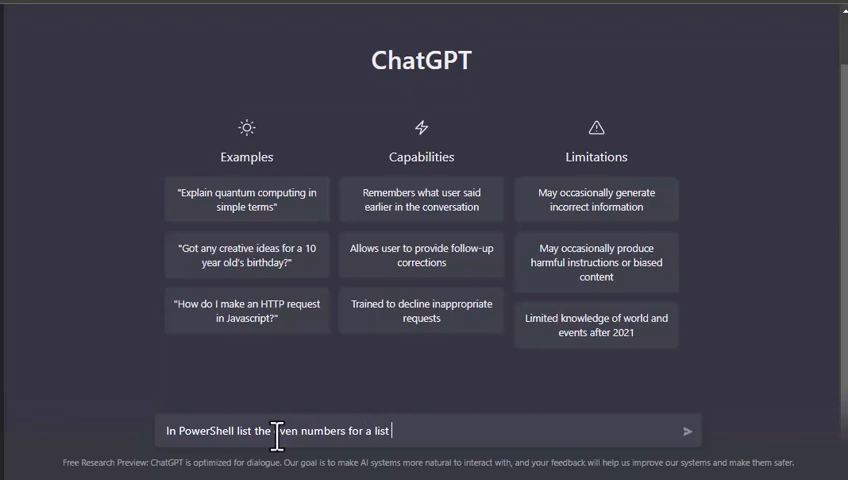 ChatGPT
Examples
Capabilities
Limitations
"Explain quantum computing in
simple terms"
Remembers what user said
earlier in the conversation
May occasionally generate
incorrect information
"Got any creative ideas for a 10
year old's birthday?"
Allows user to provide follow-up
corrections
May occasionally produce
harmful instructions or biased
content
"How do I make an HTTP request
in Javascript?"
Trained to decline inappropriate
requests
Limited knowledge of world and
events after 2021
In PowerShell list the even numbers for a list
Free Research Preview: ChatGPT is optimized for dialogue. Our goal is to make AI systems more natural to interact with, and your feedback will help us improve our systems and make them safer.